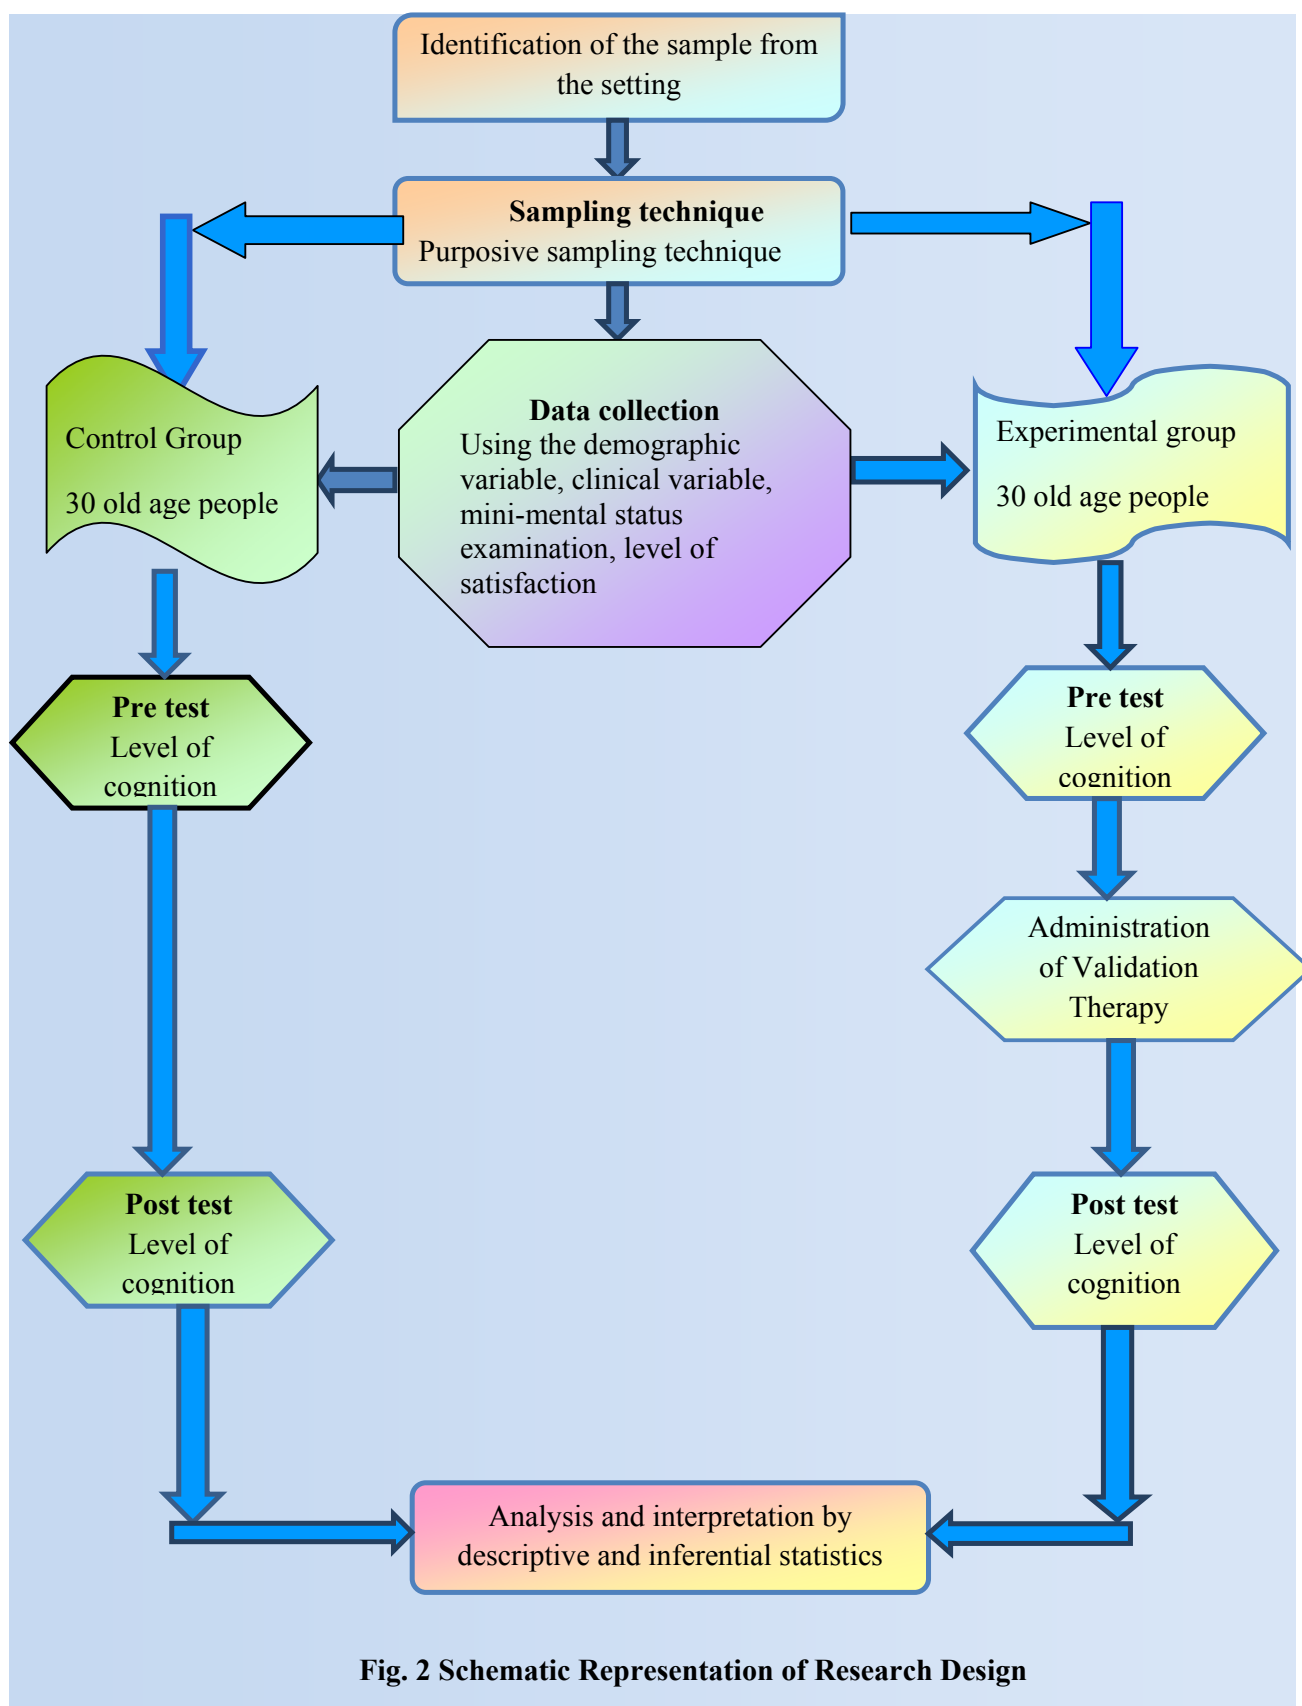 Identification of the sample from
the setting
Sampling technique
Purposive sampling technique
Data collection
Using the demographic
variable, clinical variable,
mini-mental status
examination, level of
satisfaction
Control Group
30 old age people
Experimental group
30 old age people
Pre test
Level of
cognition
Pre test
Level of
cognition
Administration
of Validation
Therapy
Post test
Level of
cognition
Post test
Level of
cognition
Analysis and interpretation by
descriptive and inferential statistics
Fig. 2 Schematic Representation of Research Design